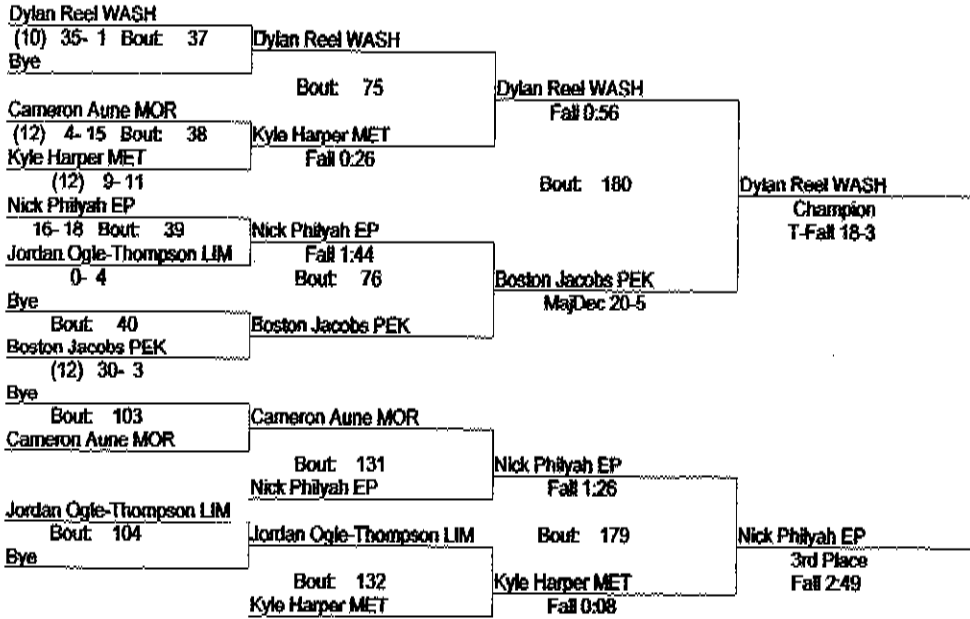 Dylan Reel WASH
(10) 35- 1 Bout: 37
Bye
Dylan Reel WASH
Bout: 75
Cameron Aune MOR
(12) 4- 15 Bout: 38
Kyle Harper MET
(12) 9- 11
Kyle Harper MET
Fall 0:26
Dylan Reel WASH
Fall 0:56
Nick Philyah EP
16- 18 Bout: 39
Jordan Ogle-Thompson LIM
0- 4
Nick Philyah EP
Fall 1:44
Bout: 76
Bye
Bout: 40
Boston Jacobs PEK
(12) 30- 3
Boston Jacobs PEK
Boston Jacobs PEK
MajDec 20-5
Bout: 180
Dylan Reel WASH
Champion
T-Fall 18-3
Bye
Bout: 103
Cameron Aune MOR
Cameron Aune MOR
Bout: 131
Nick Philyah EP
Nick Philyah EP
Fall 1:26
Jordan Ogle-Thompson LIM
Bout: 104
Bye
Jordan Ogle-Thompson LIM
Bout: 132
Kyle Harper MET
Bout: 179
Kyle Harper MET
Fall 0:08
Nick Philyah EP
3rd Place
Fall 2:49